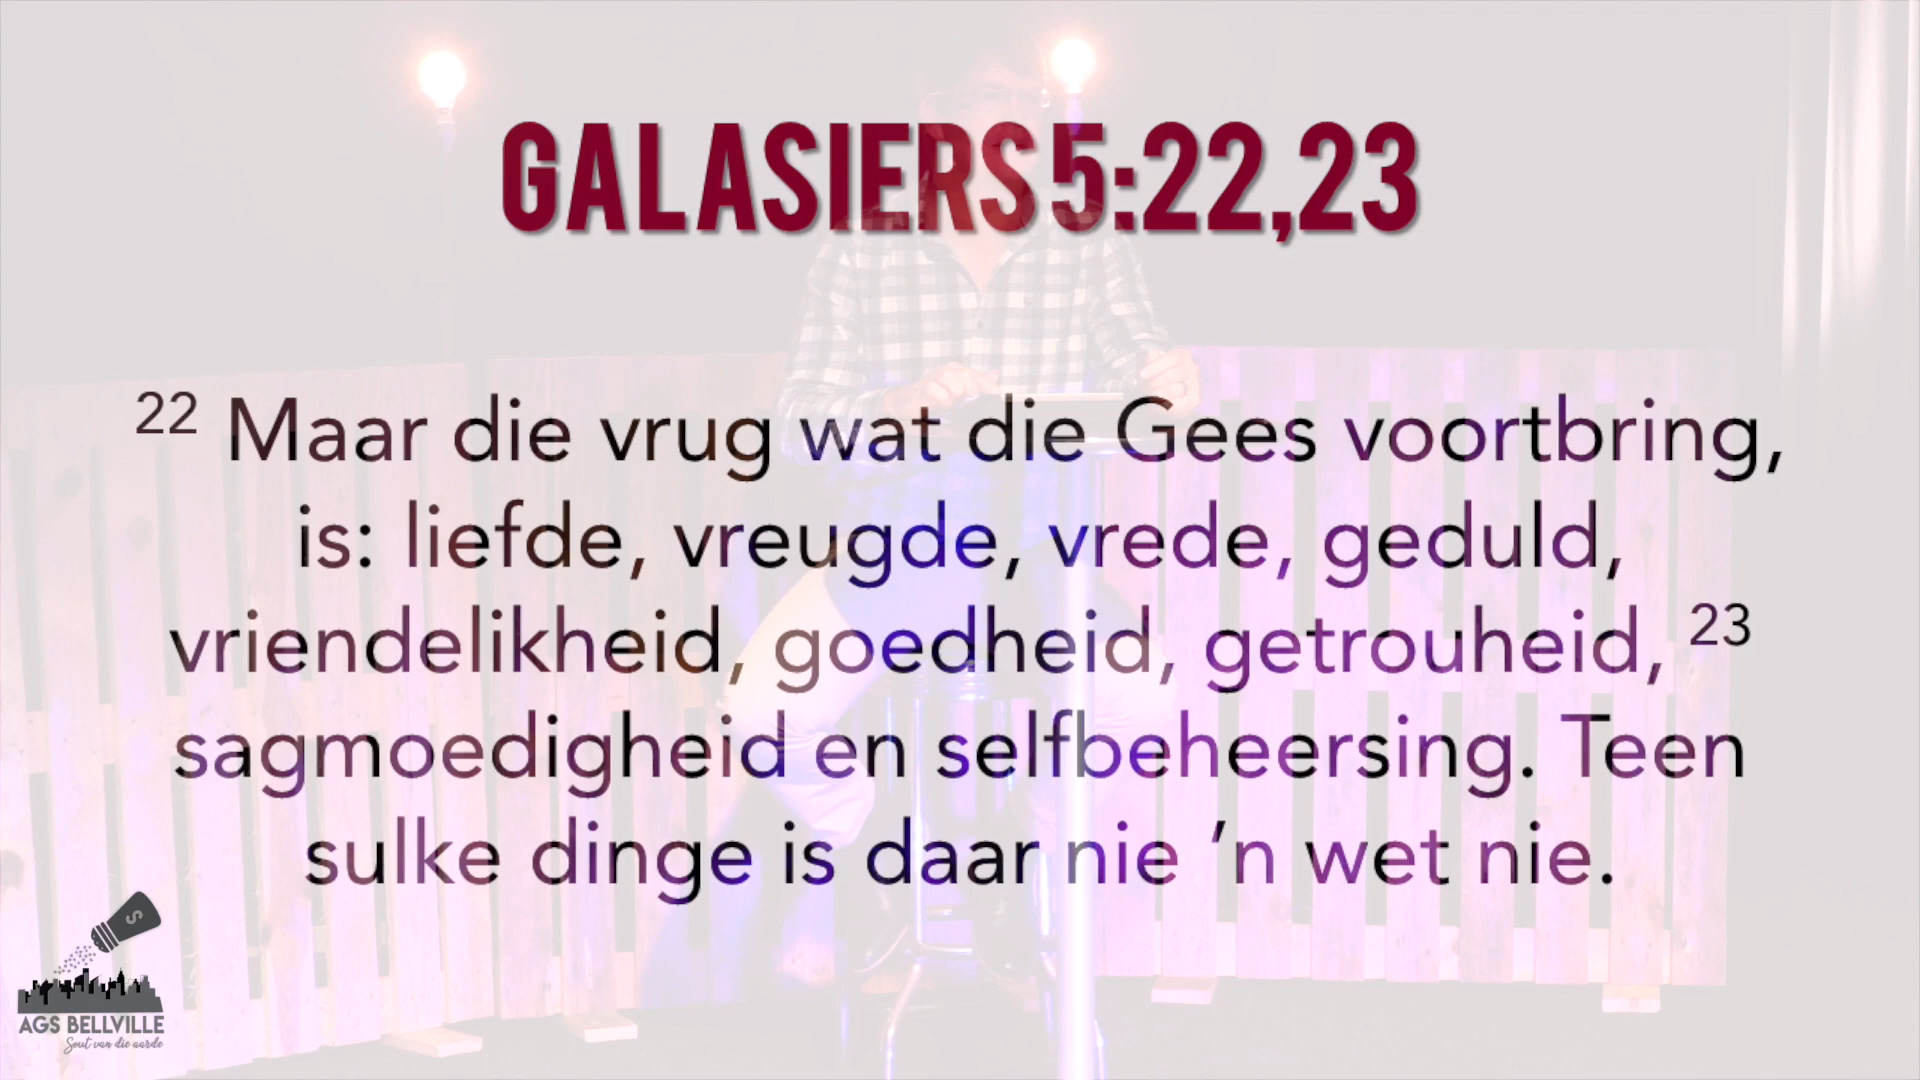 GALASIERS 5:22,23
22 Maar die vrug wat die Gees voortbring,
is: liefde, vreugde, vrede, geduld,
vriendelikheid, goedheid, getrouheid, 23
sagmoedigheid en selfbeheersing. Teen
sulke dinge is daar nie ’n wet nie.
S
AGS BELLVILLE
Sout van die aarde